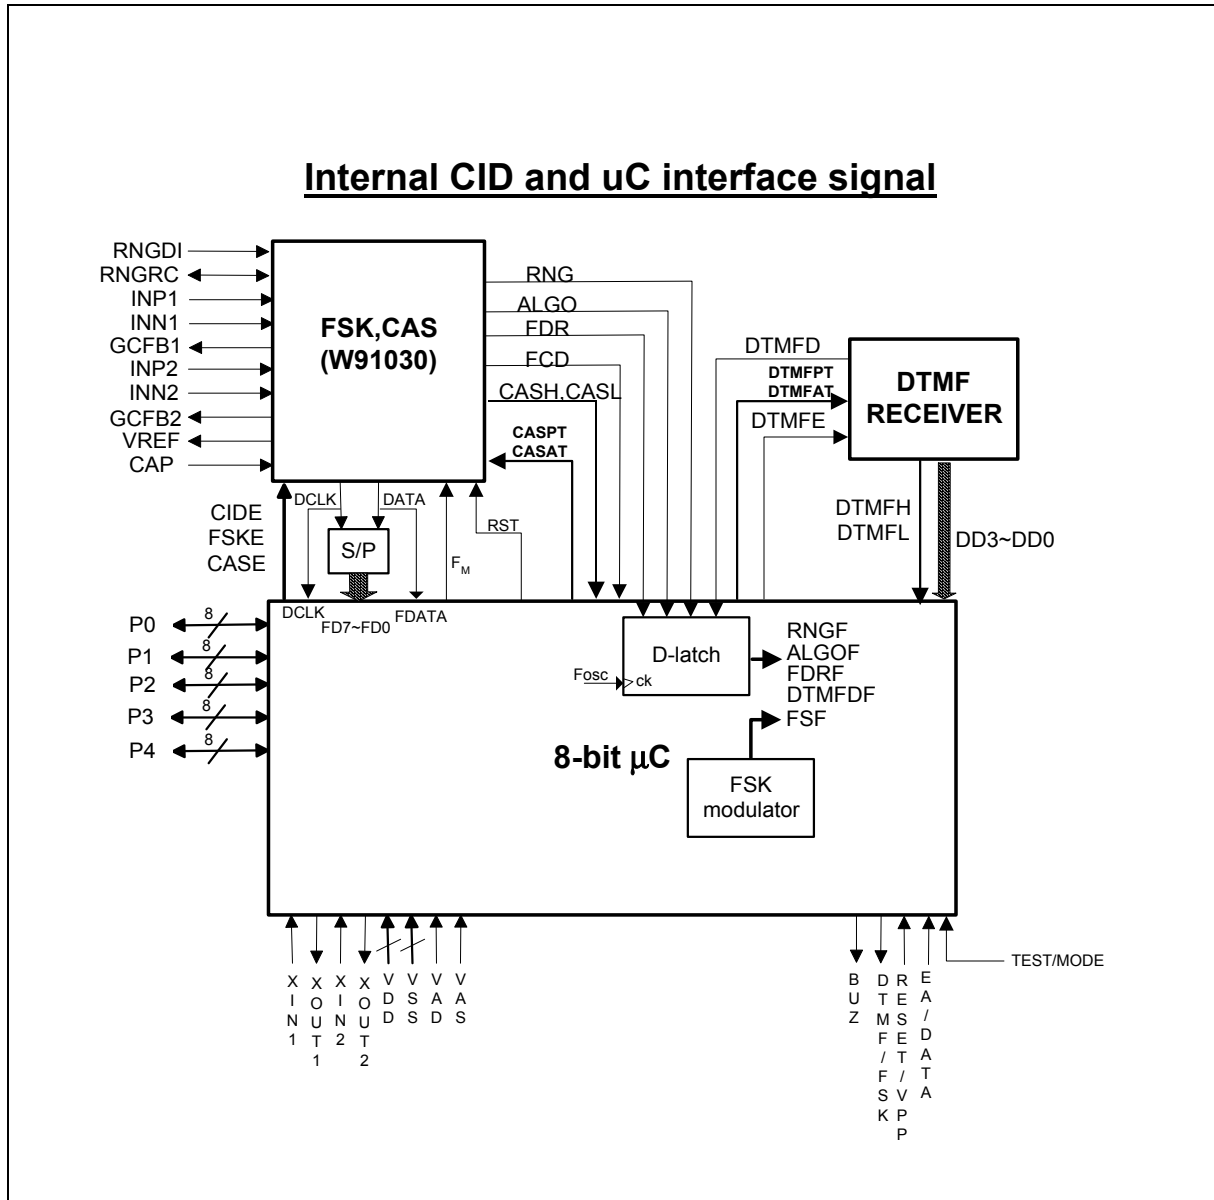 Internal CID and uC interface signal
RNGDI
RNGRC
INP1
INN1
GCFB1
INP2
INN2
GCFB2
VREF
CAP
FSK,CAS
(W91030)
RNG
ALGO
FDR
FCD
CASH,CASL
CASPT
CASAT
DTMFD
DTMFPT
DTMFAT
DTMFE
DTMF
RECEIVER
CIDE
FSKE
CASE
DCLK
DATA
S/P
FM
RST
DTMFH
DTMFL
DD3~DD0
DCLK
FD7~FD0
FDATA
P0
8
P1
8
P2
8
P3
8
P4
8
D-latch
Fosc
ck
RNGF
ALGOF
FDRF
DTMFDF
FSF
8-bit μC
FSK
modulator
XIN1
XOUT1
XIN2
XOUT2
VDD
VSS
VAD
VAS
BUZ
DTMF/FSK
RESET/VPP
EA/DATA
TEST/MODE